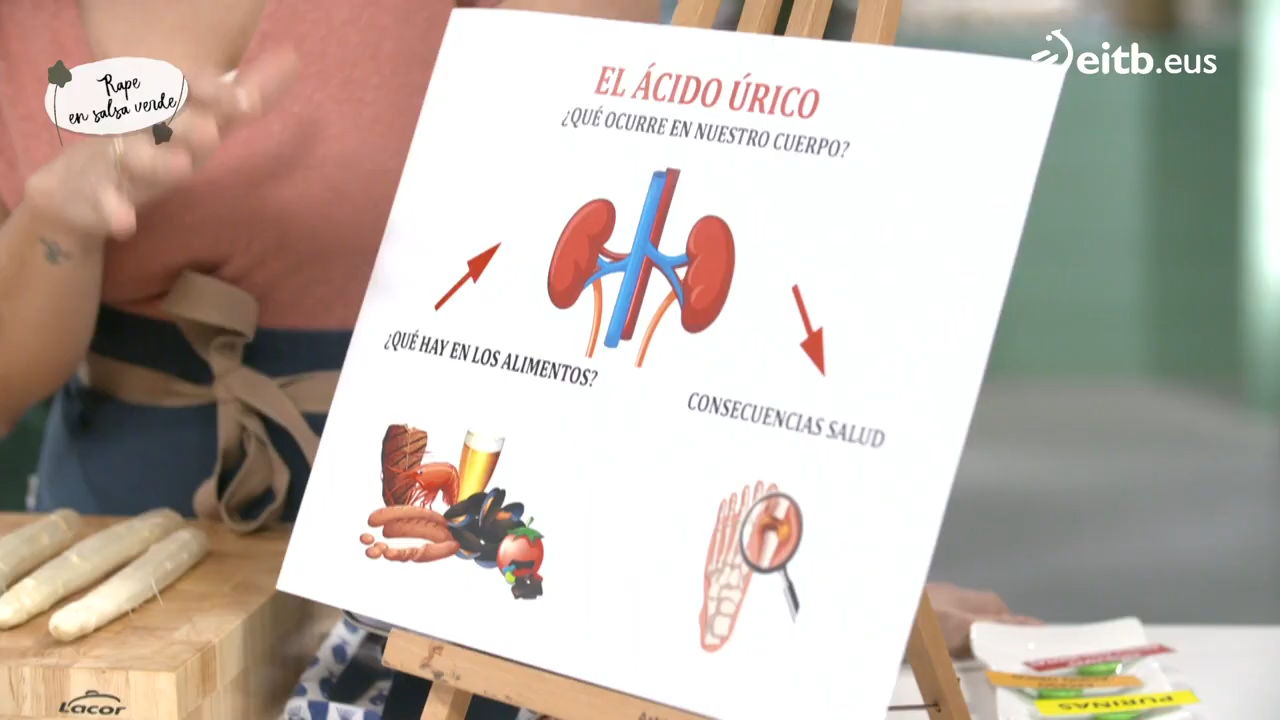 Rape
en salsa verde
eitb.eus
EL ÁCIDO ÚRICO
¿QUÉ OCURRE EN NUESTRO CUERPO?
¿QUÉ HAY EN LOS ALIMENTOS?
CONSECUENCIAS SALUD
Lacor
PURINAS